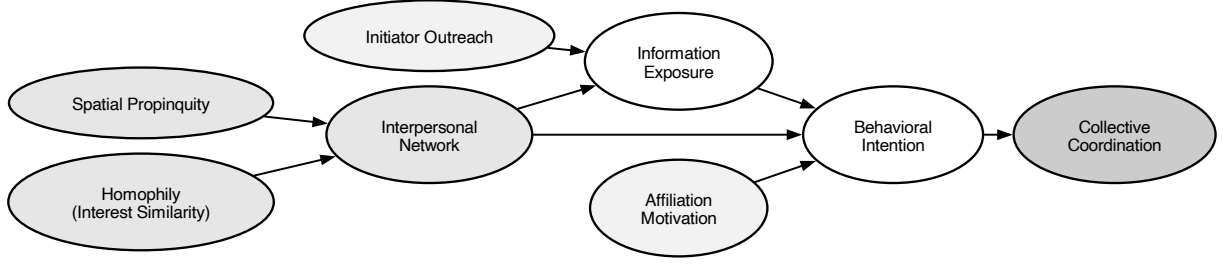 Initiator Outreach
Information
Exposure
Spatial Propinquity
Interpersonal
Network
Behavioral
Intention
Collective
Coordination
Homophily
(Interest Similarity)
Affiliation
Motivation